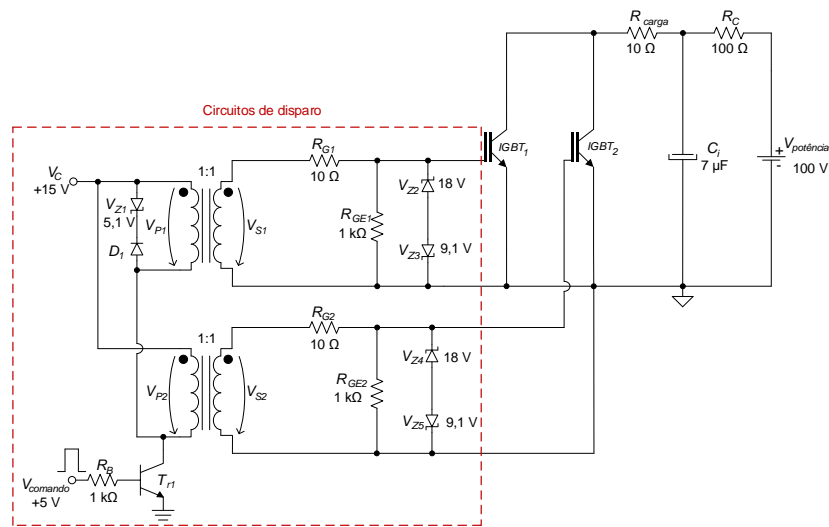 R carga
10 Ω
R_C
100 Ω
Circuitos de disparo
V_C
+15 V
V_Z1
5,1 V
D_1
V_P1
1:1
V_S1
R_G1
10 Ω
R_GE1
1 kΩ
V_Z2
18 V
V_Z3
9,1 V
IGBT_1
IGBT_2
C_i
7 µF
+
-
V_potência
100 V
1:1
V_P2
V_S2
R_G2
10 Ω
R_GE2
1 kΩ
V_Z4
18 V
V_Z5
9,1 V
V_comando
+5 V
R_B
1 kΩ
T_r1